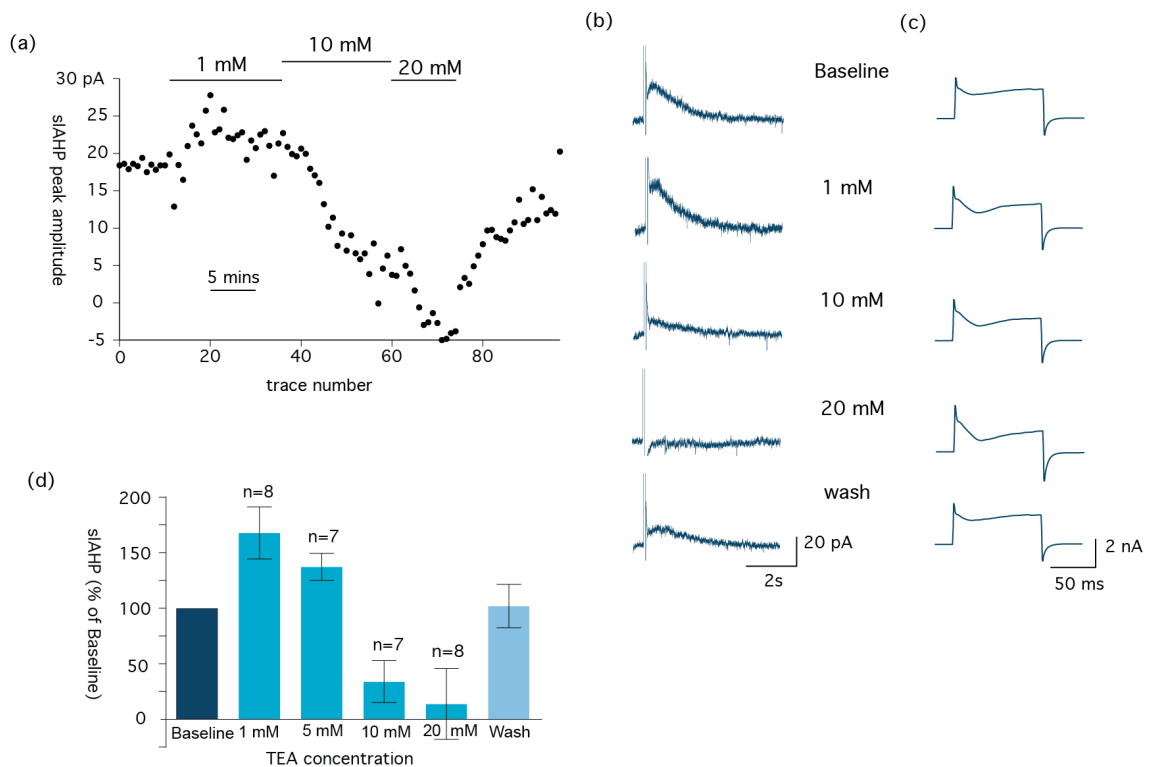 (a)
1 mM
10 mM
20 mM
30 pA
25
20
15
10
5
0
-5
sIAHP peak amplitude
5 mins
0
20
40
60
80
trace number
(b)
Baseline
1 mM
10 mM
20 mM
wash
20 pA
2s
(c)
2 nA
50 ms
(d)
200
150
100
50
0
sIAHP (% of Baseline)
n=8
n=7
n=7
n=8
Baseline
1 mM
5 mM
10 mM
20 mM
Wash
TEA concentration